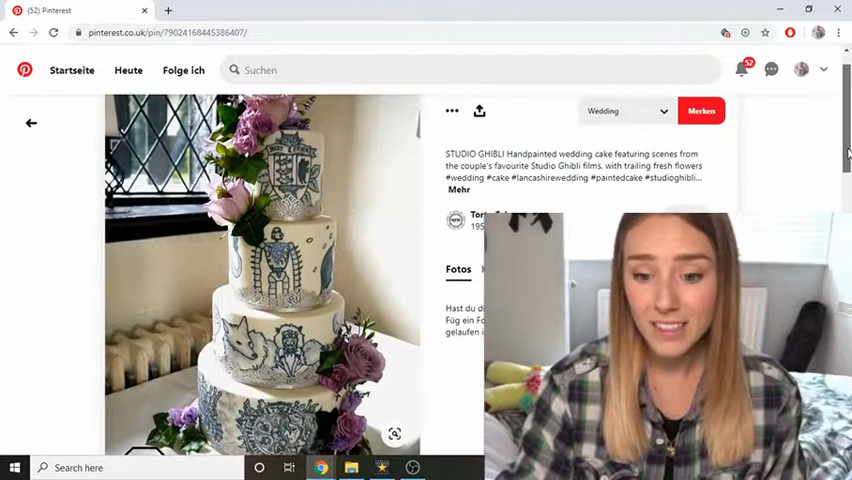 (52) Pinterest
pinterest.co.uk/pin/79024168445386407/
52
Startseite Heute Folge ich Suchen
Wedding Merken
STUDIO GHIBLI Handpainted wedding cake featuring scenes from
the couple's favourite Studio Ghibli films. with trailing fresh flowers
#wedding #cake #lancashirewedding #paintedcake #studioghibli...
Mehr
195
Fotos
Hast du di
Füg ein Fo
gelaufen i
Search here